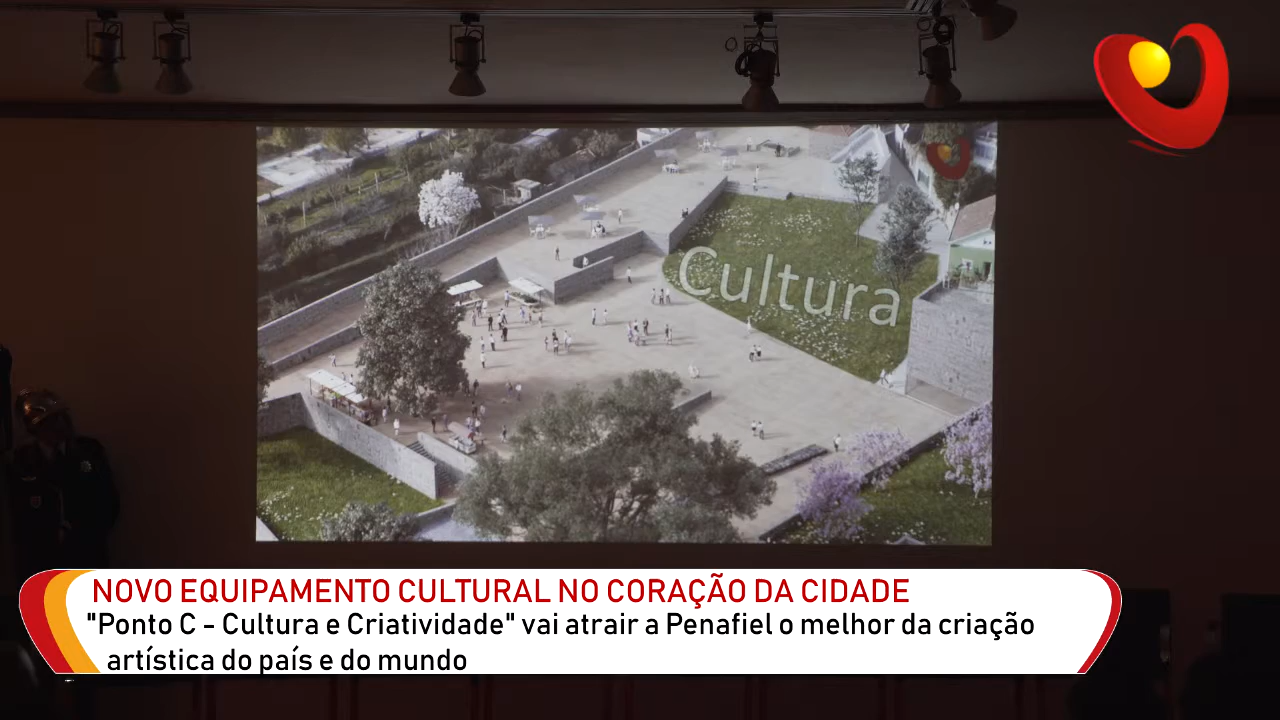 Cultura
NOVO EQUIPAMENTO CULTURAL NO CORAÇÃO DA CIDADE
"Ponto C - Cultura e Criatividade" vai atrair a Penafiel o melhor da criação
artística do país e do mundo